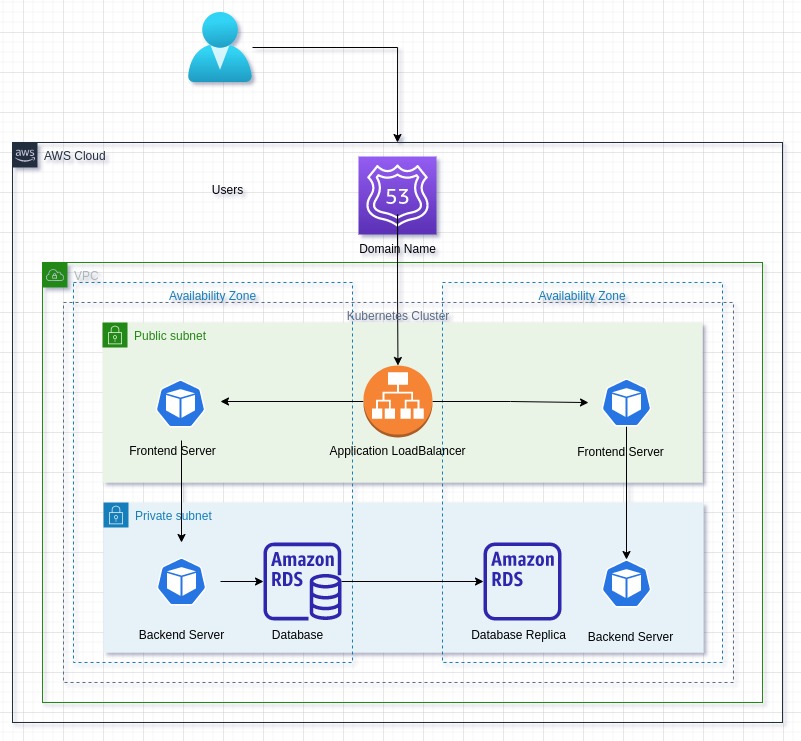 aws
AWS Cloud
Users
53
Domain Name
VPC
Availability Zone
Availability Zone
Kubernetes Cluster
Public subnet
Frontend Server
Application LoadBalancer
Frontend Server
Private subnet
Amazon
RDS
Amazon
RDS
Backend Server
Database
Database Replica
Backend Server